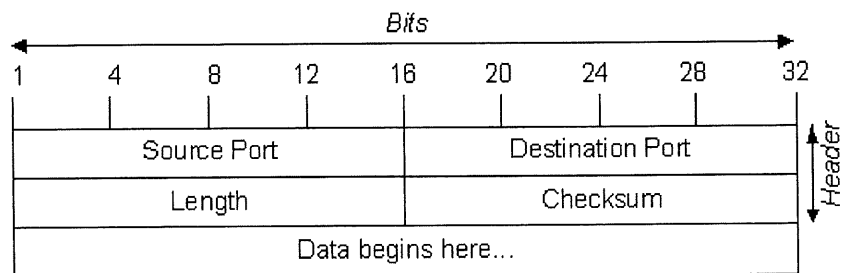 Bits
1 4 8 12 16 20 24 28 32
Source Port Destination Port
Header
Length Checksum
Data begins here...